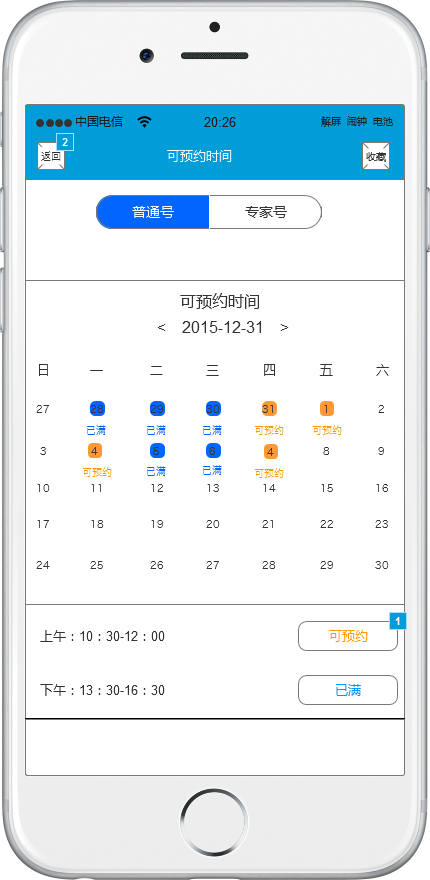 中国电信 20:26 解屏 闹钟 电池
返回 2 可预约时间 收藏
普通号 专家号
可预约时间
< 2015-12-31 >
日 一 二 三 四 五 六
27 28 29 30 31 1 2
已满 已满 已满 可预约 可预约
3 4 5 6 4 8 9
可预约 已满 已满 可预约
10 11 12 13 14 15 16
17 18 19 20 21 22 23
24 25 26 27 28 29 30
上午：10：30-12：00 可预约 1
下午：13：30-16：30 已满